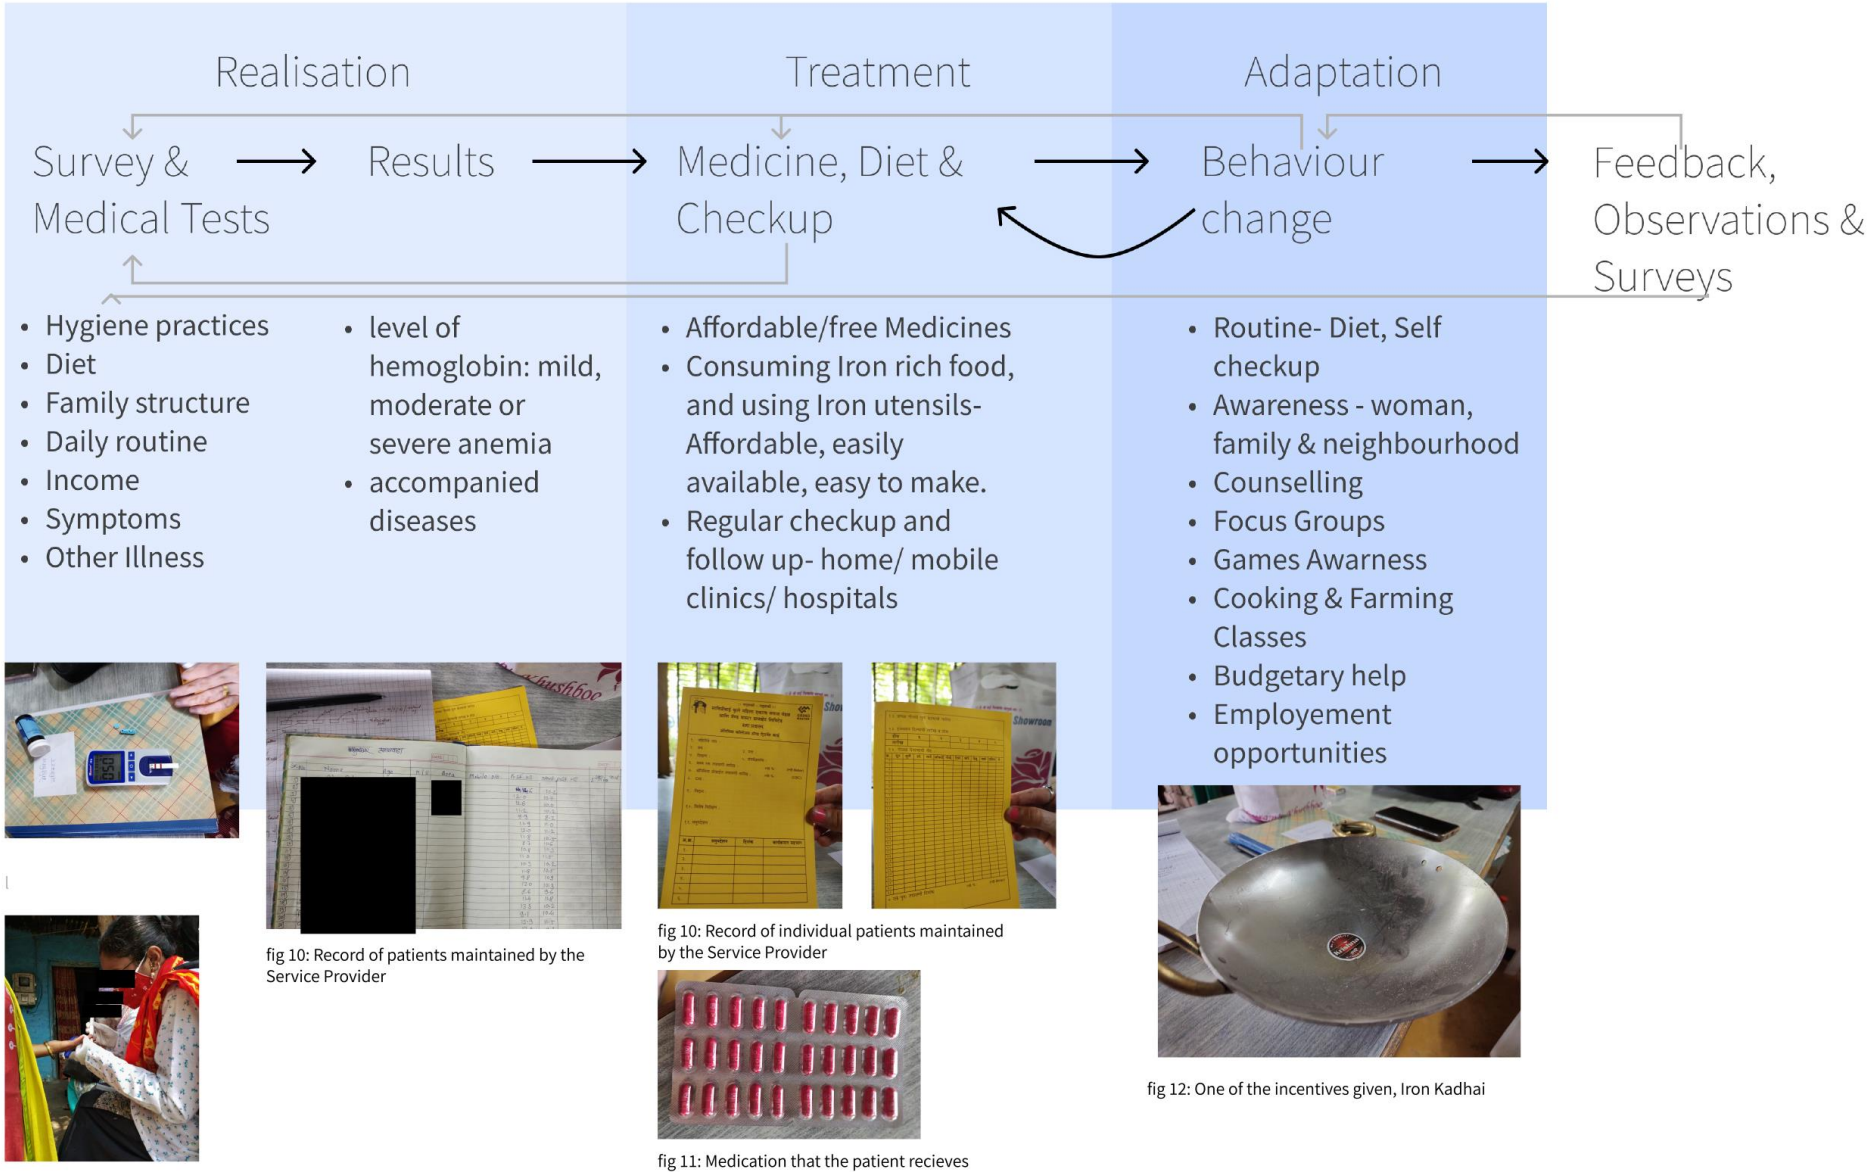 Realisation
Treatment
Adaptation
Survey &
Medical Tests
Results
Medicine, Diet &
Checkup
Behaviour
change
Feedback,
Observations &
Surveys
• Hygiene practices
• Diet
• Family structure
• Daily routine
• Income
• Symptoms
• Other Illness
• level of
hemoglobin: mild,
moderate or
severe anemia
• accompanied
diseases
• Affordable/free Medicines
• Consuming Iron rich food,
and using Iron utensils-
Affordable, easily
available, easy to make.
• Regular checkup and
follow up- home/ mobile
clinics/ hospitals
• Routine- Diet, Self
checkup
• Awareness - woman,
family & neighbourhood
• Counselling
• Focus Groups
• Games Awarness
• Cooking & Farming
Classes
• Budgetary help
• Employement
opportunities
Khushboo
Showroom
fig 10: Record of patients maintained by the
Service Provider
fig 10: Record of individual patients maintained
by the Service Provider
fig 11: Medication that the patient recieves
fig 12: One of the incentives given, Iron Kadhai